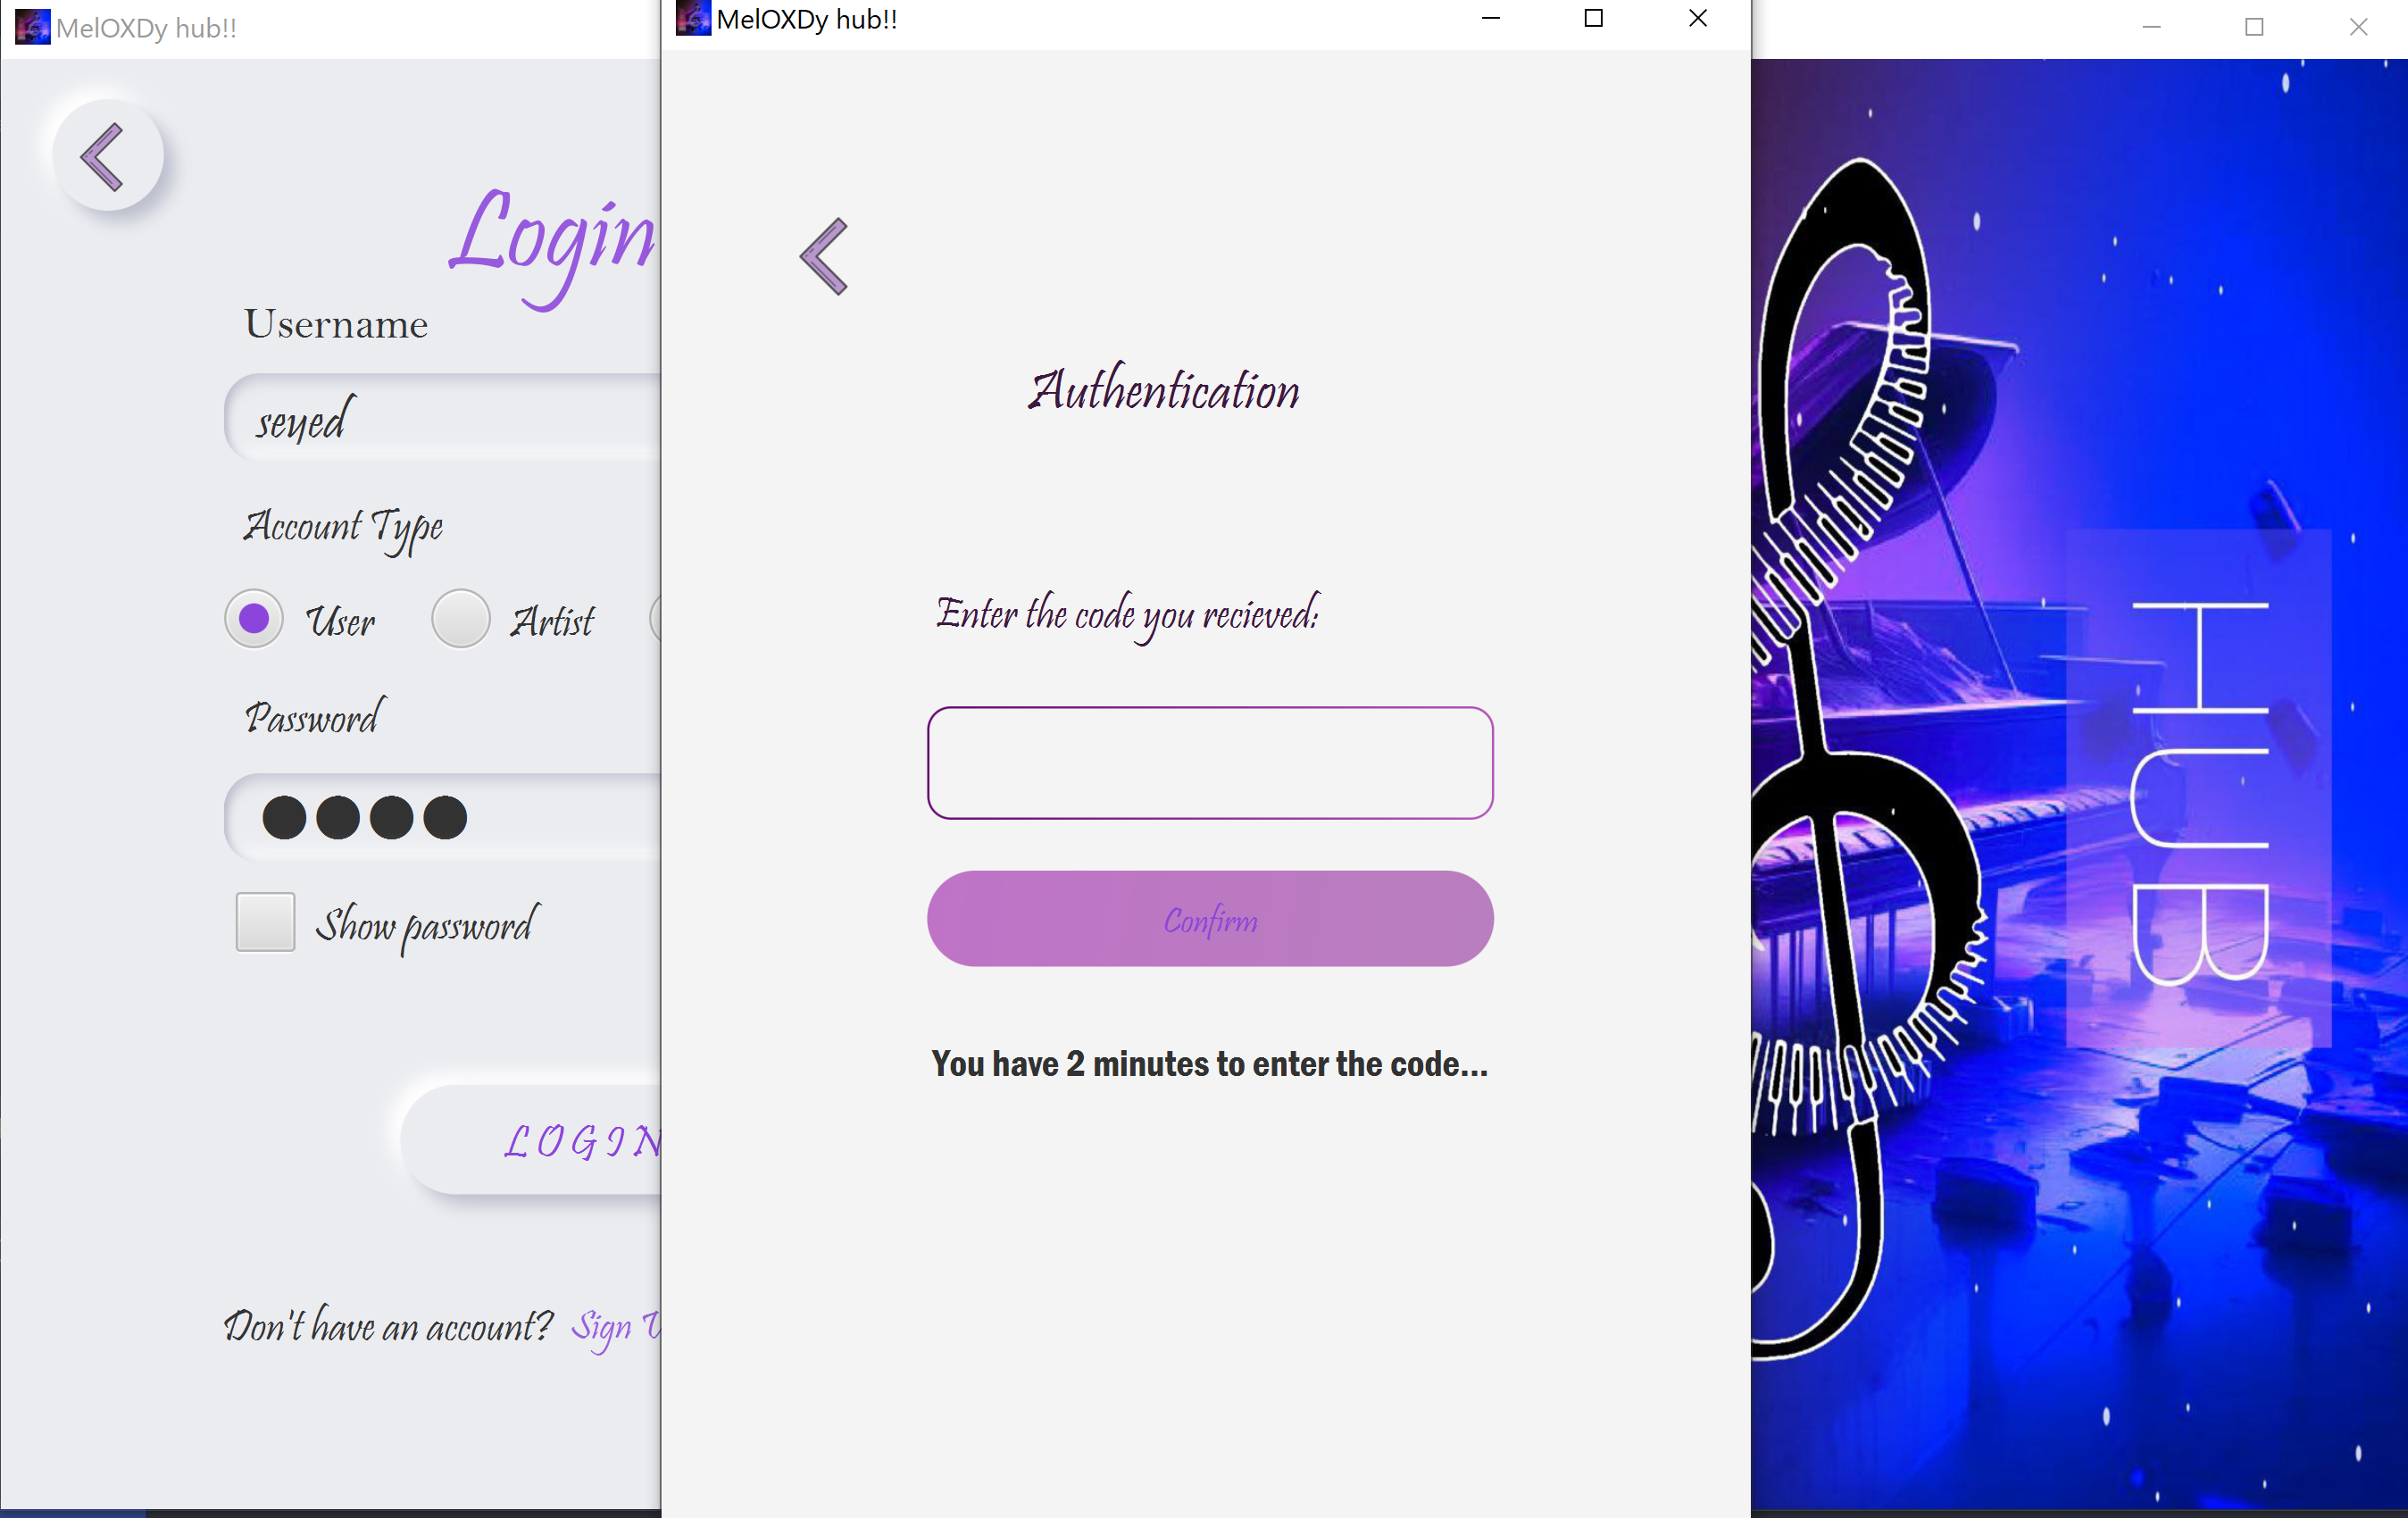 MelOXDy hub!!
Login
Username
seyed
Account Type
User
Artist
Password
Show password
LOGIN
Don't have an account? Sign
MelOXDy hub!!
Authentication
Enter the code you recieved:
Confirm
You have 2 minutes to enter the code...
HUB